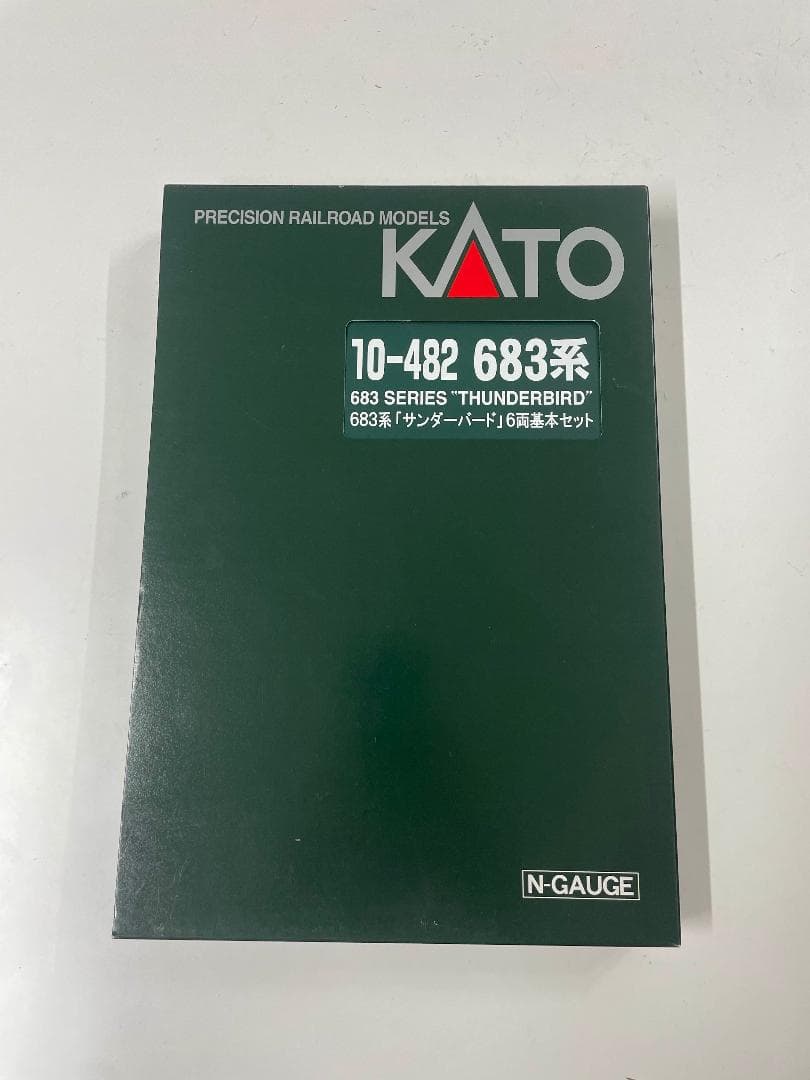 PRECISION RAILROAD MODELS
KATO
10-482 683系
683 SERIES "THUNDERBIRD"
683系「サンダーバード」6両基本セット
N-GAUGE